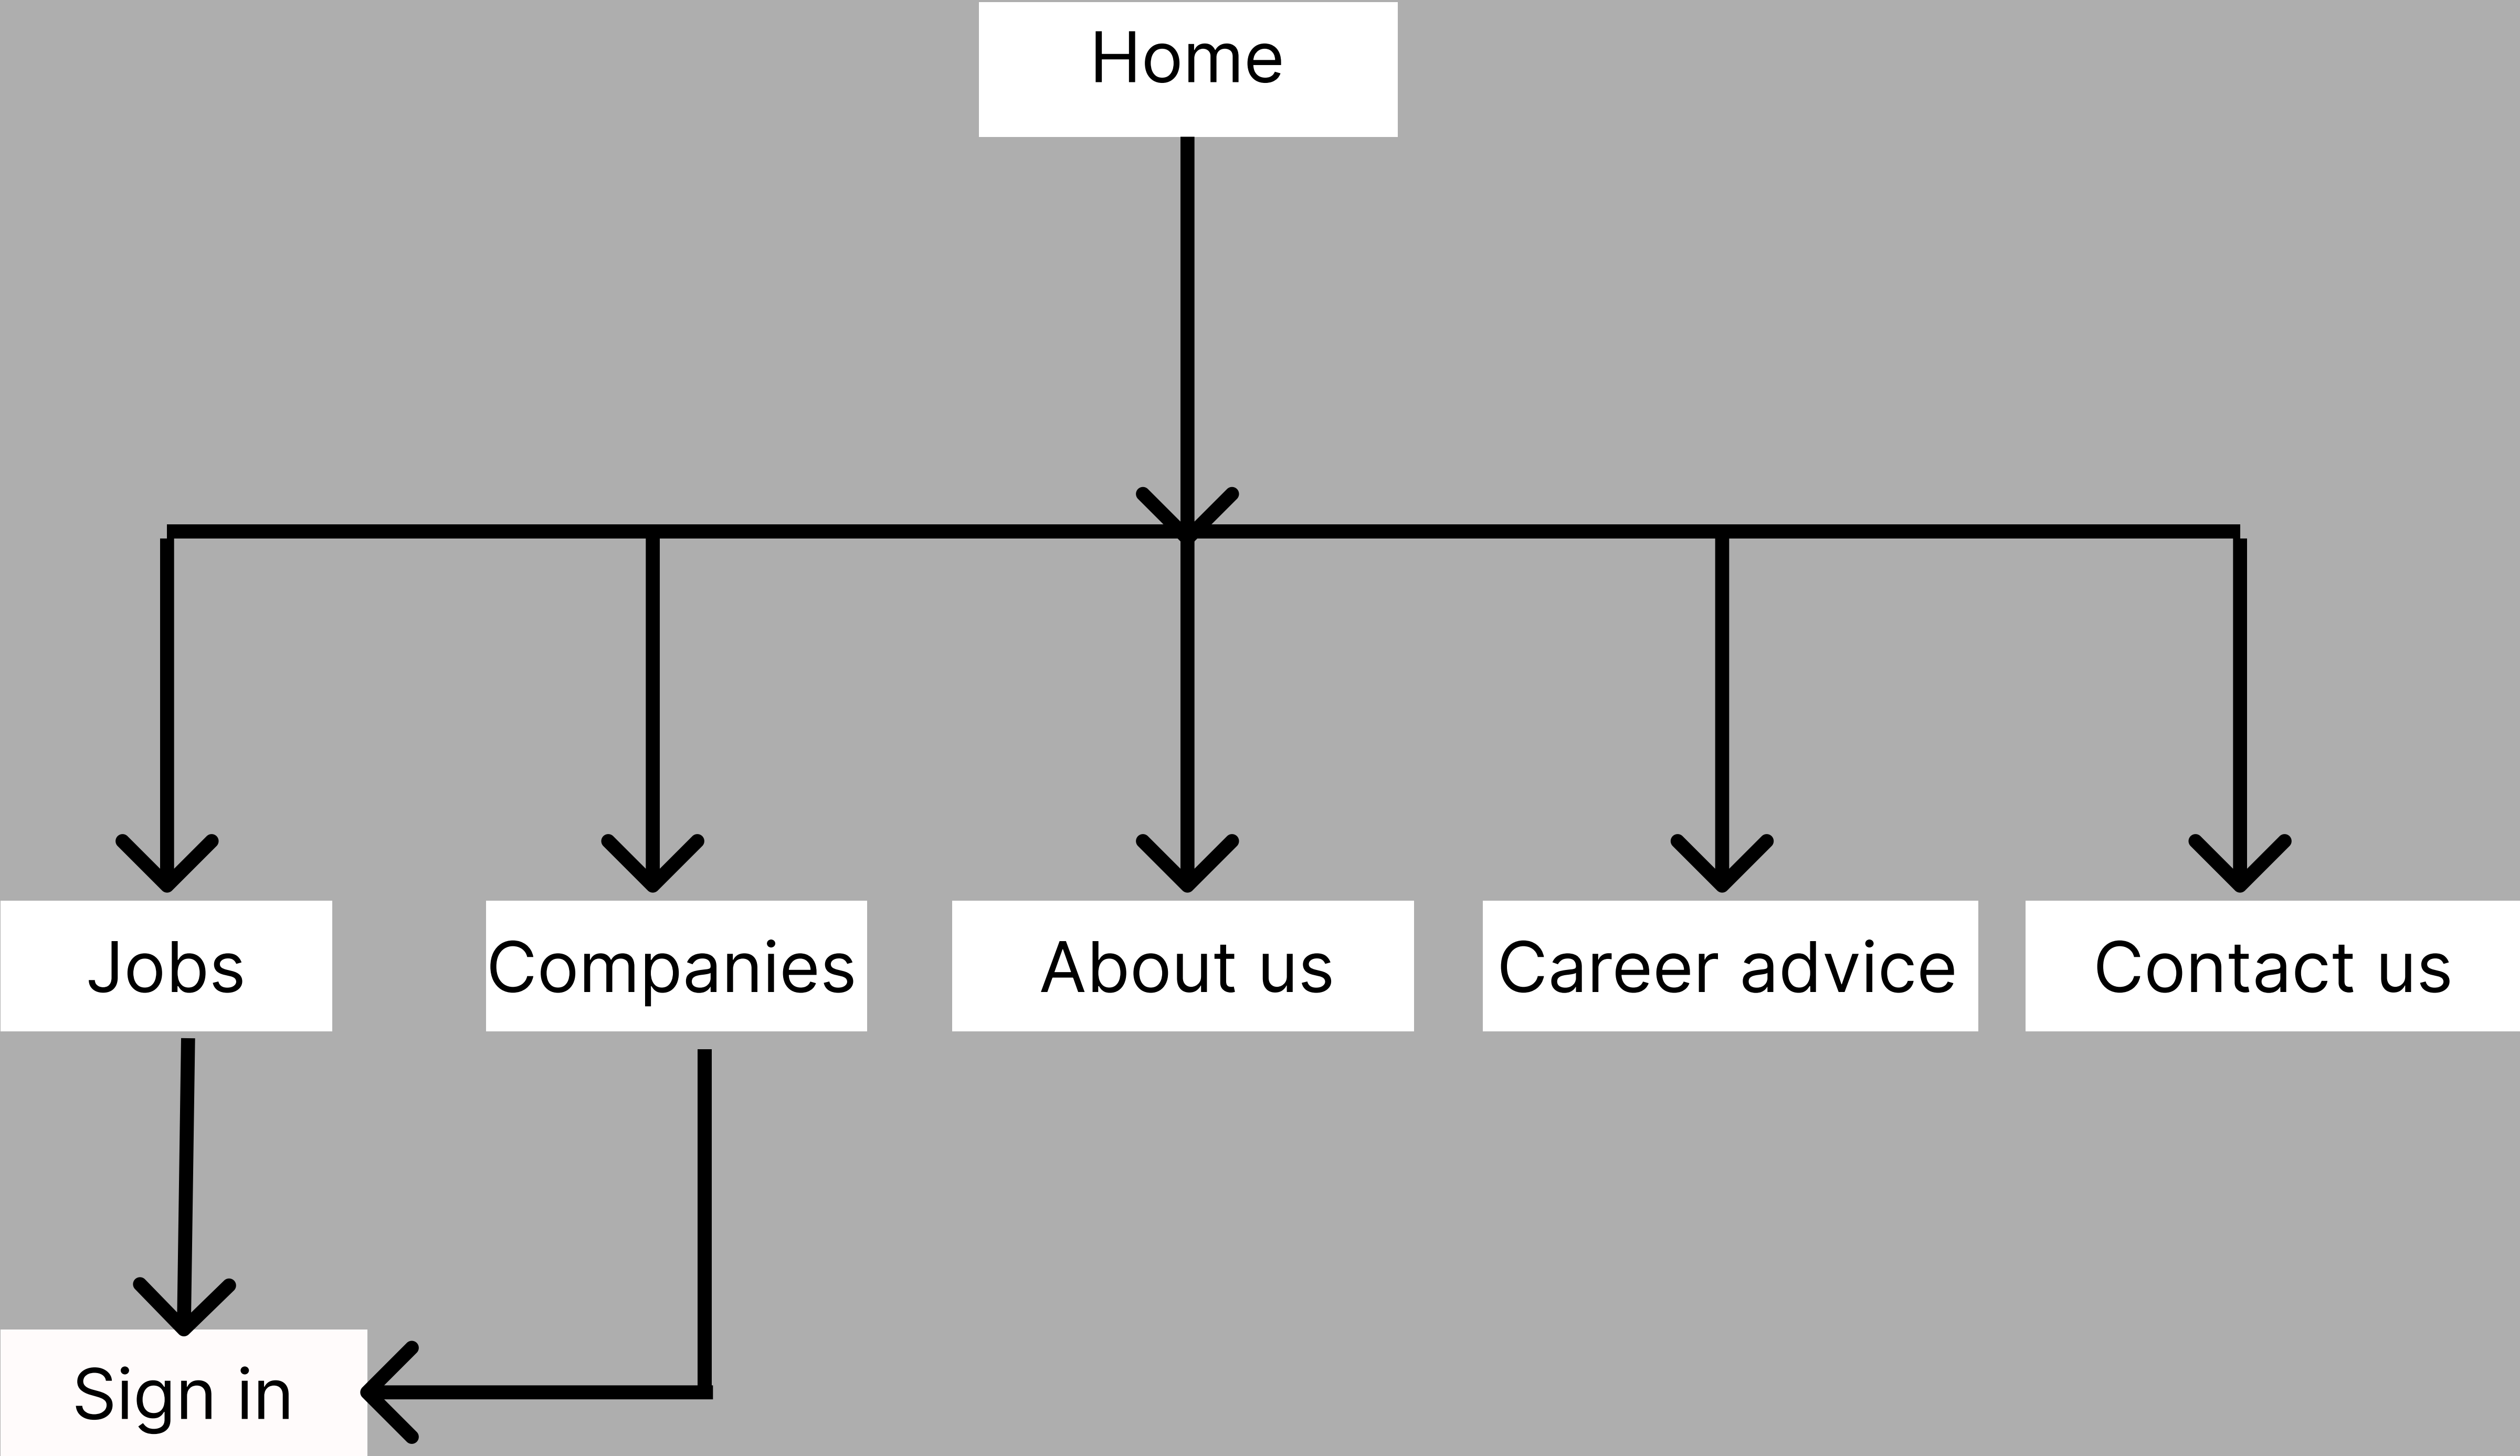 Home
Jobs
Companies
About us
Career advice
Contact us
Sign in